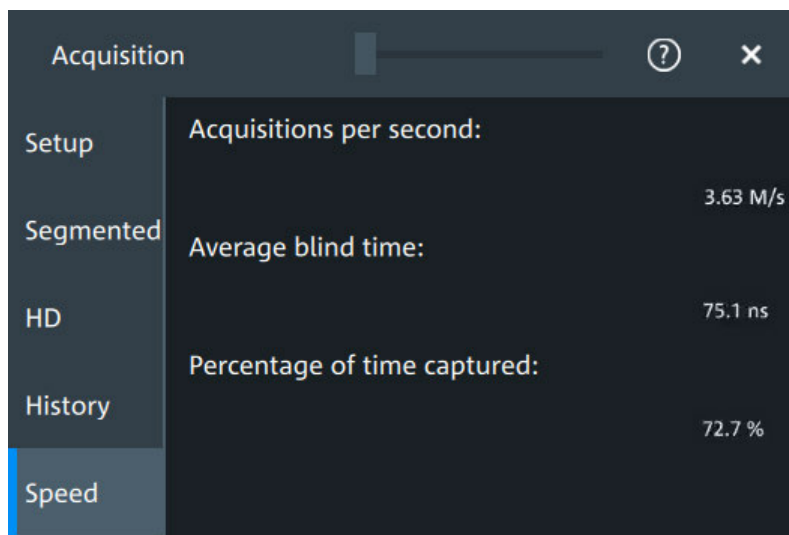 Acquisition
?
Setup
Segmented
HD
History
Speed
Acquisitions per second:
3.63 M/s
Average blind time:
75.1 ns
Percentage of time captured:
72.7 %